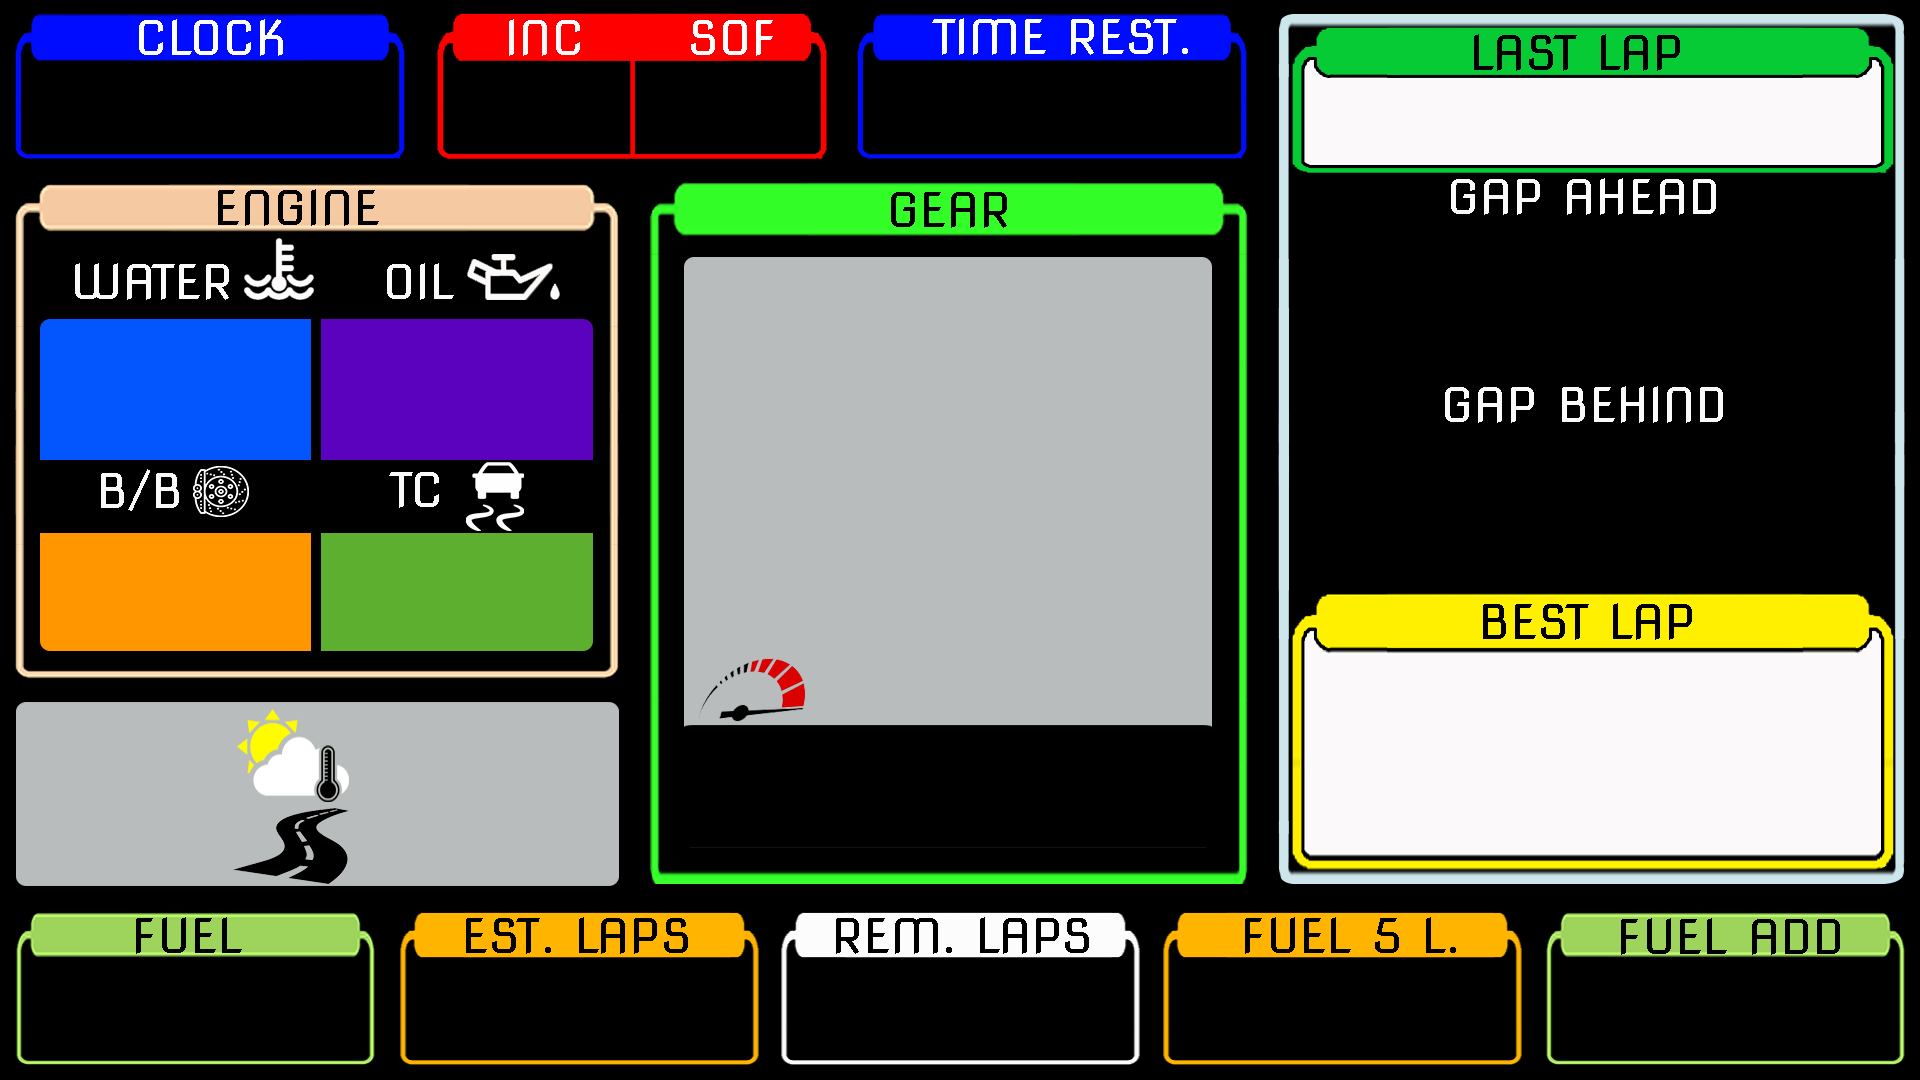 CLOCK
INC SOF
TIME REST.
LAST LAP
GAP AHEAD
GAP BEHIND
BEST LAP
ENGINE
WATER OIL
B/B TC
GEAR
FUEL
EST. LAPS
REM. LAPS
FUEL 5 L.
FUEL ADD